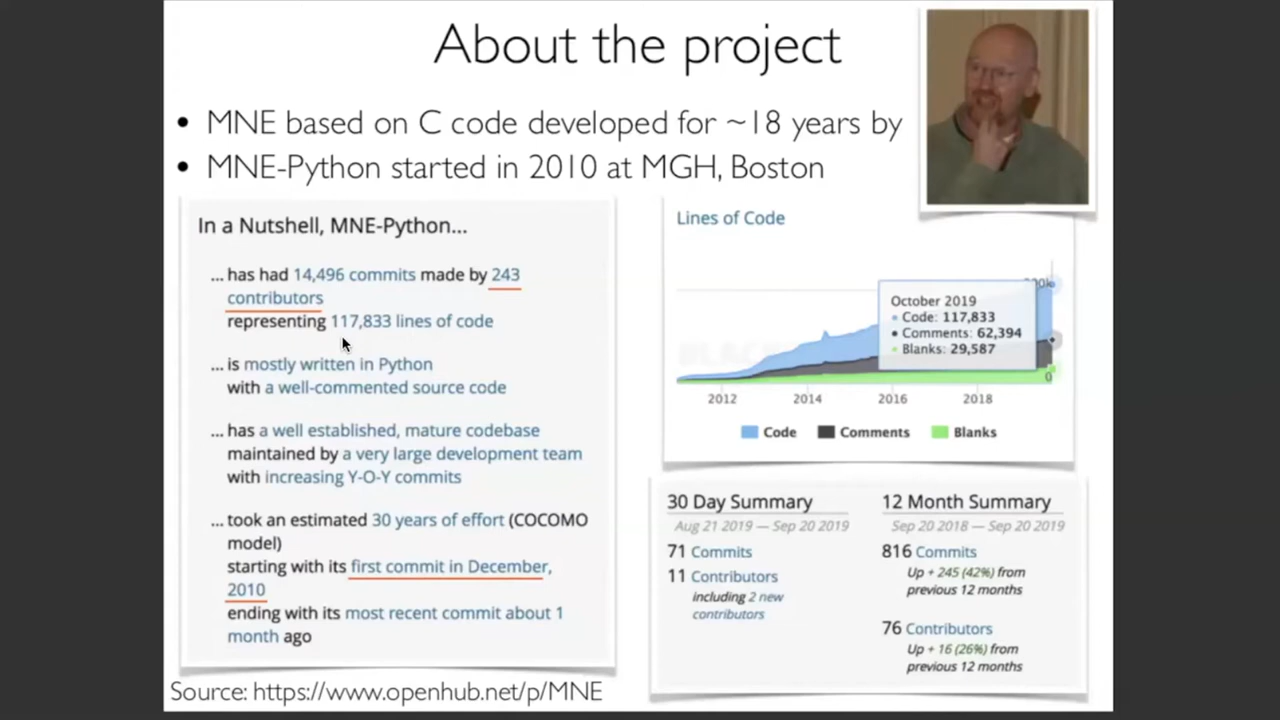 About the project
• MNE based on C code developed for ~18 years by
• MNE-Python started in 2010 at MGH, Boston
In a Nutshell, MNE-Python...
... has had 14,496 commits made by 243
contributors
representing 117,833 lines of code
... is mostly written in Python
with a well-commented source code
... has a well established, mature codebase
maintained by a very large development team
with increasing Y-O-Y commits
... took an estimated 30 years of effort (COCOMO
model)
starting with its first commit in December,
2010
ending with its most recent commit about 1
month ago
Source: https://www.openhub.net/p/MNE
Lines of Code
October 2019
• Code: 117,833
• Comments: 62,394
• Blanks: 29,587
0
2012 2014 2016 2018
Code Comments Blanks
30 Day Summary
Aug 21 2019 — Sep 20 2019
71 Commits
11 Contributors
including 2 new
contributors
12 Month Summary
Sep 20 2018 — Sep 20 2019
816 Commits
Up + 245 (42%) from
previous 12 months
76 Contributors
Up + 16 (26%) from
previous 12 months